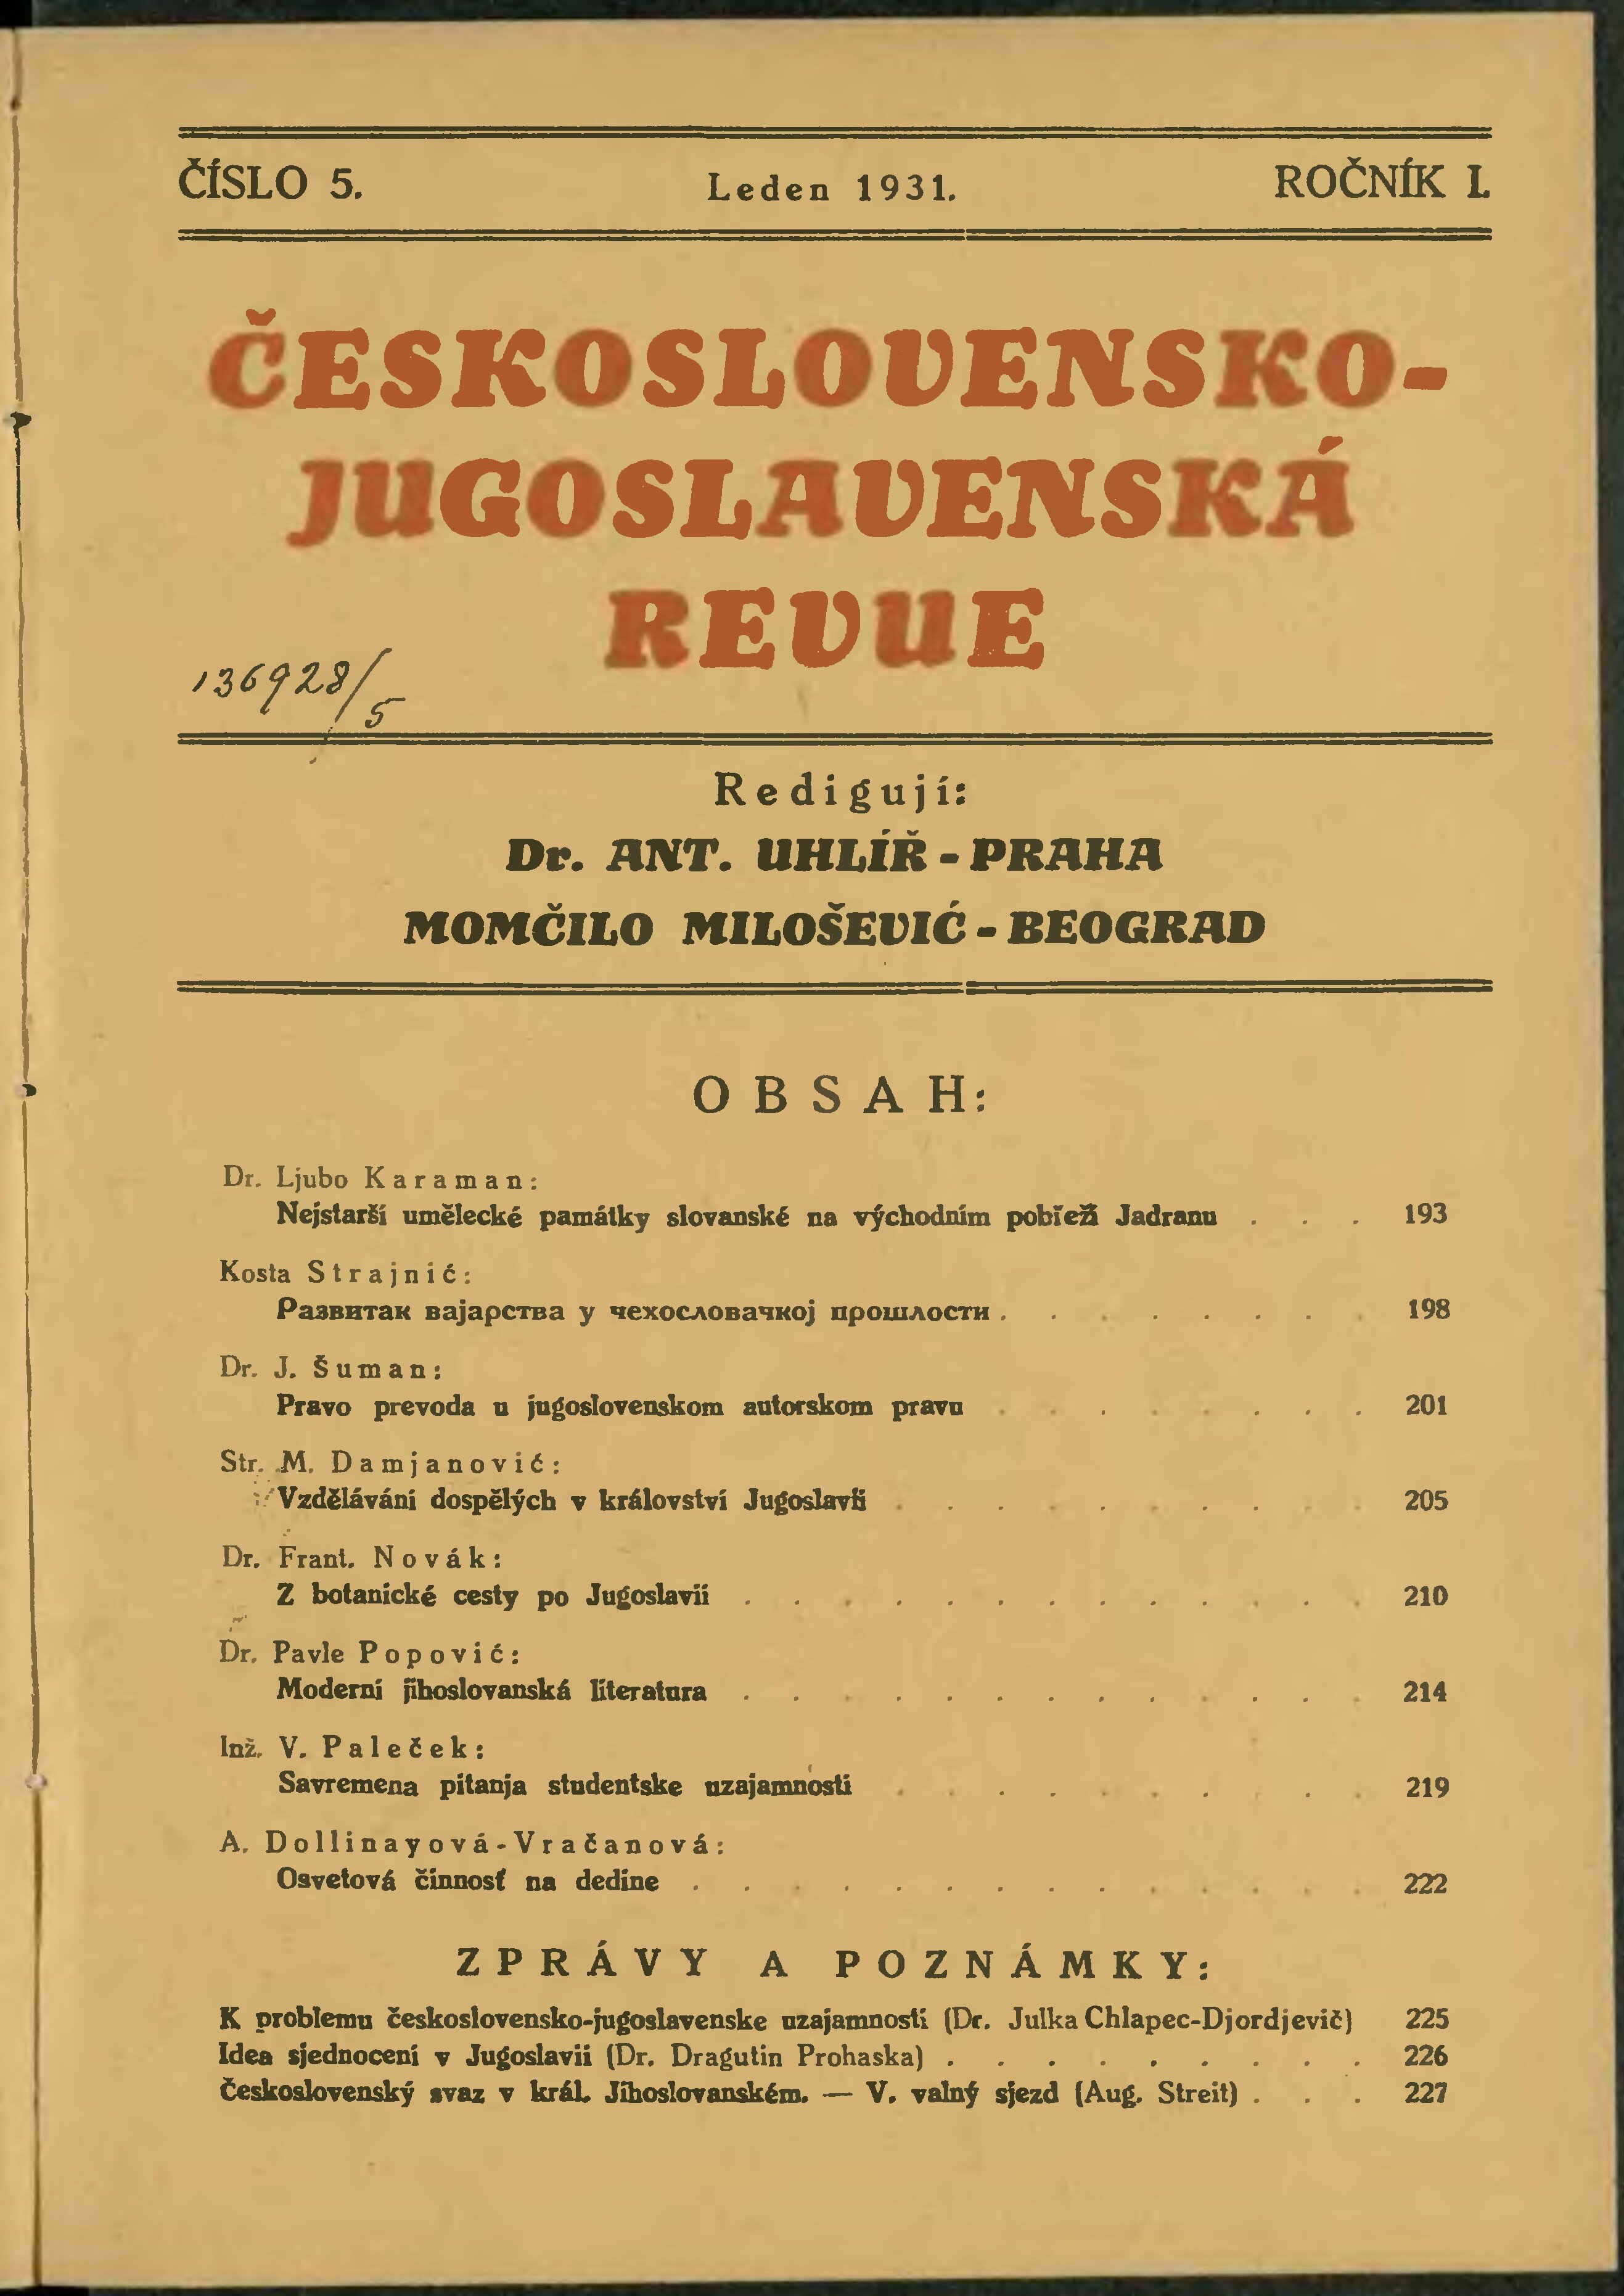 ČÍSLO 5. Leden 1931. ROČNÍK I.
ČESKOSLOVENSKO-
JUGOSLAVENSKÁ
REVUE
136928/5
Redigují:
Dr. ANT. UHLÍŘ - PRAHA
MOMČILO MILOŠEVIĆ - BEOGRAD
OBSAH:
Dr. Ljubo Karaman:
Nejstarší umělecké památky slovanské na východním pobřeží Jadranu . . . 193
Kosta Strajnić:
Развитак вајарства у чехословачкој прошлости . . . . . . . . 198
Dr. J. Šuman:
Pravo prevoda u jugoslovenskom autorskom pravu . . . . . . . . 201
Str. M. Damjanović:
Vzdělávání dospělých v království Jugoslavii . . . . . . . . . . 205
Dr. Frant. Novák:
Z botanické cesty po Jugoslavii . . . . . . . . . . . . . 210
Dr. Pavle Popović:
Moderní jihoslovanská literatura . . . . . . . . . . . . . 214
Inž. V. Paleček:
Savremena pitanja studentske uzajamnosti . . . . . . . . . . 219
A. Dollinayová-Vračanová:
Osvetová činnosť na dedine . . . . . . . . . . . . . . 222
ZPRÁVY A POZNÁMKY:
K problemu československo-jugoslavenske uzajamnosti (Dr. Julka Chlapec-Djordjevič) 225
Idea sjednocení v Jugoslavii (Dr. Dragutin Prohaska) . . . . . . . . . 226
Československý svaz v král. Jihoslovanském. — V. valný sjezd (Aug. Streit) . . . 227